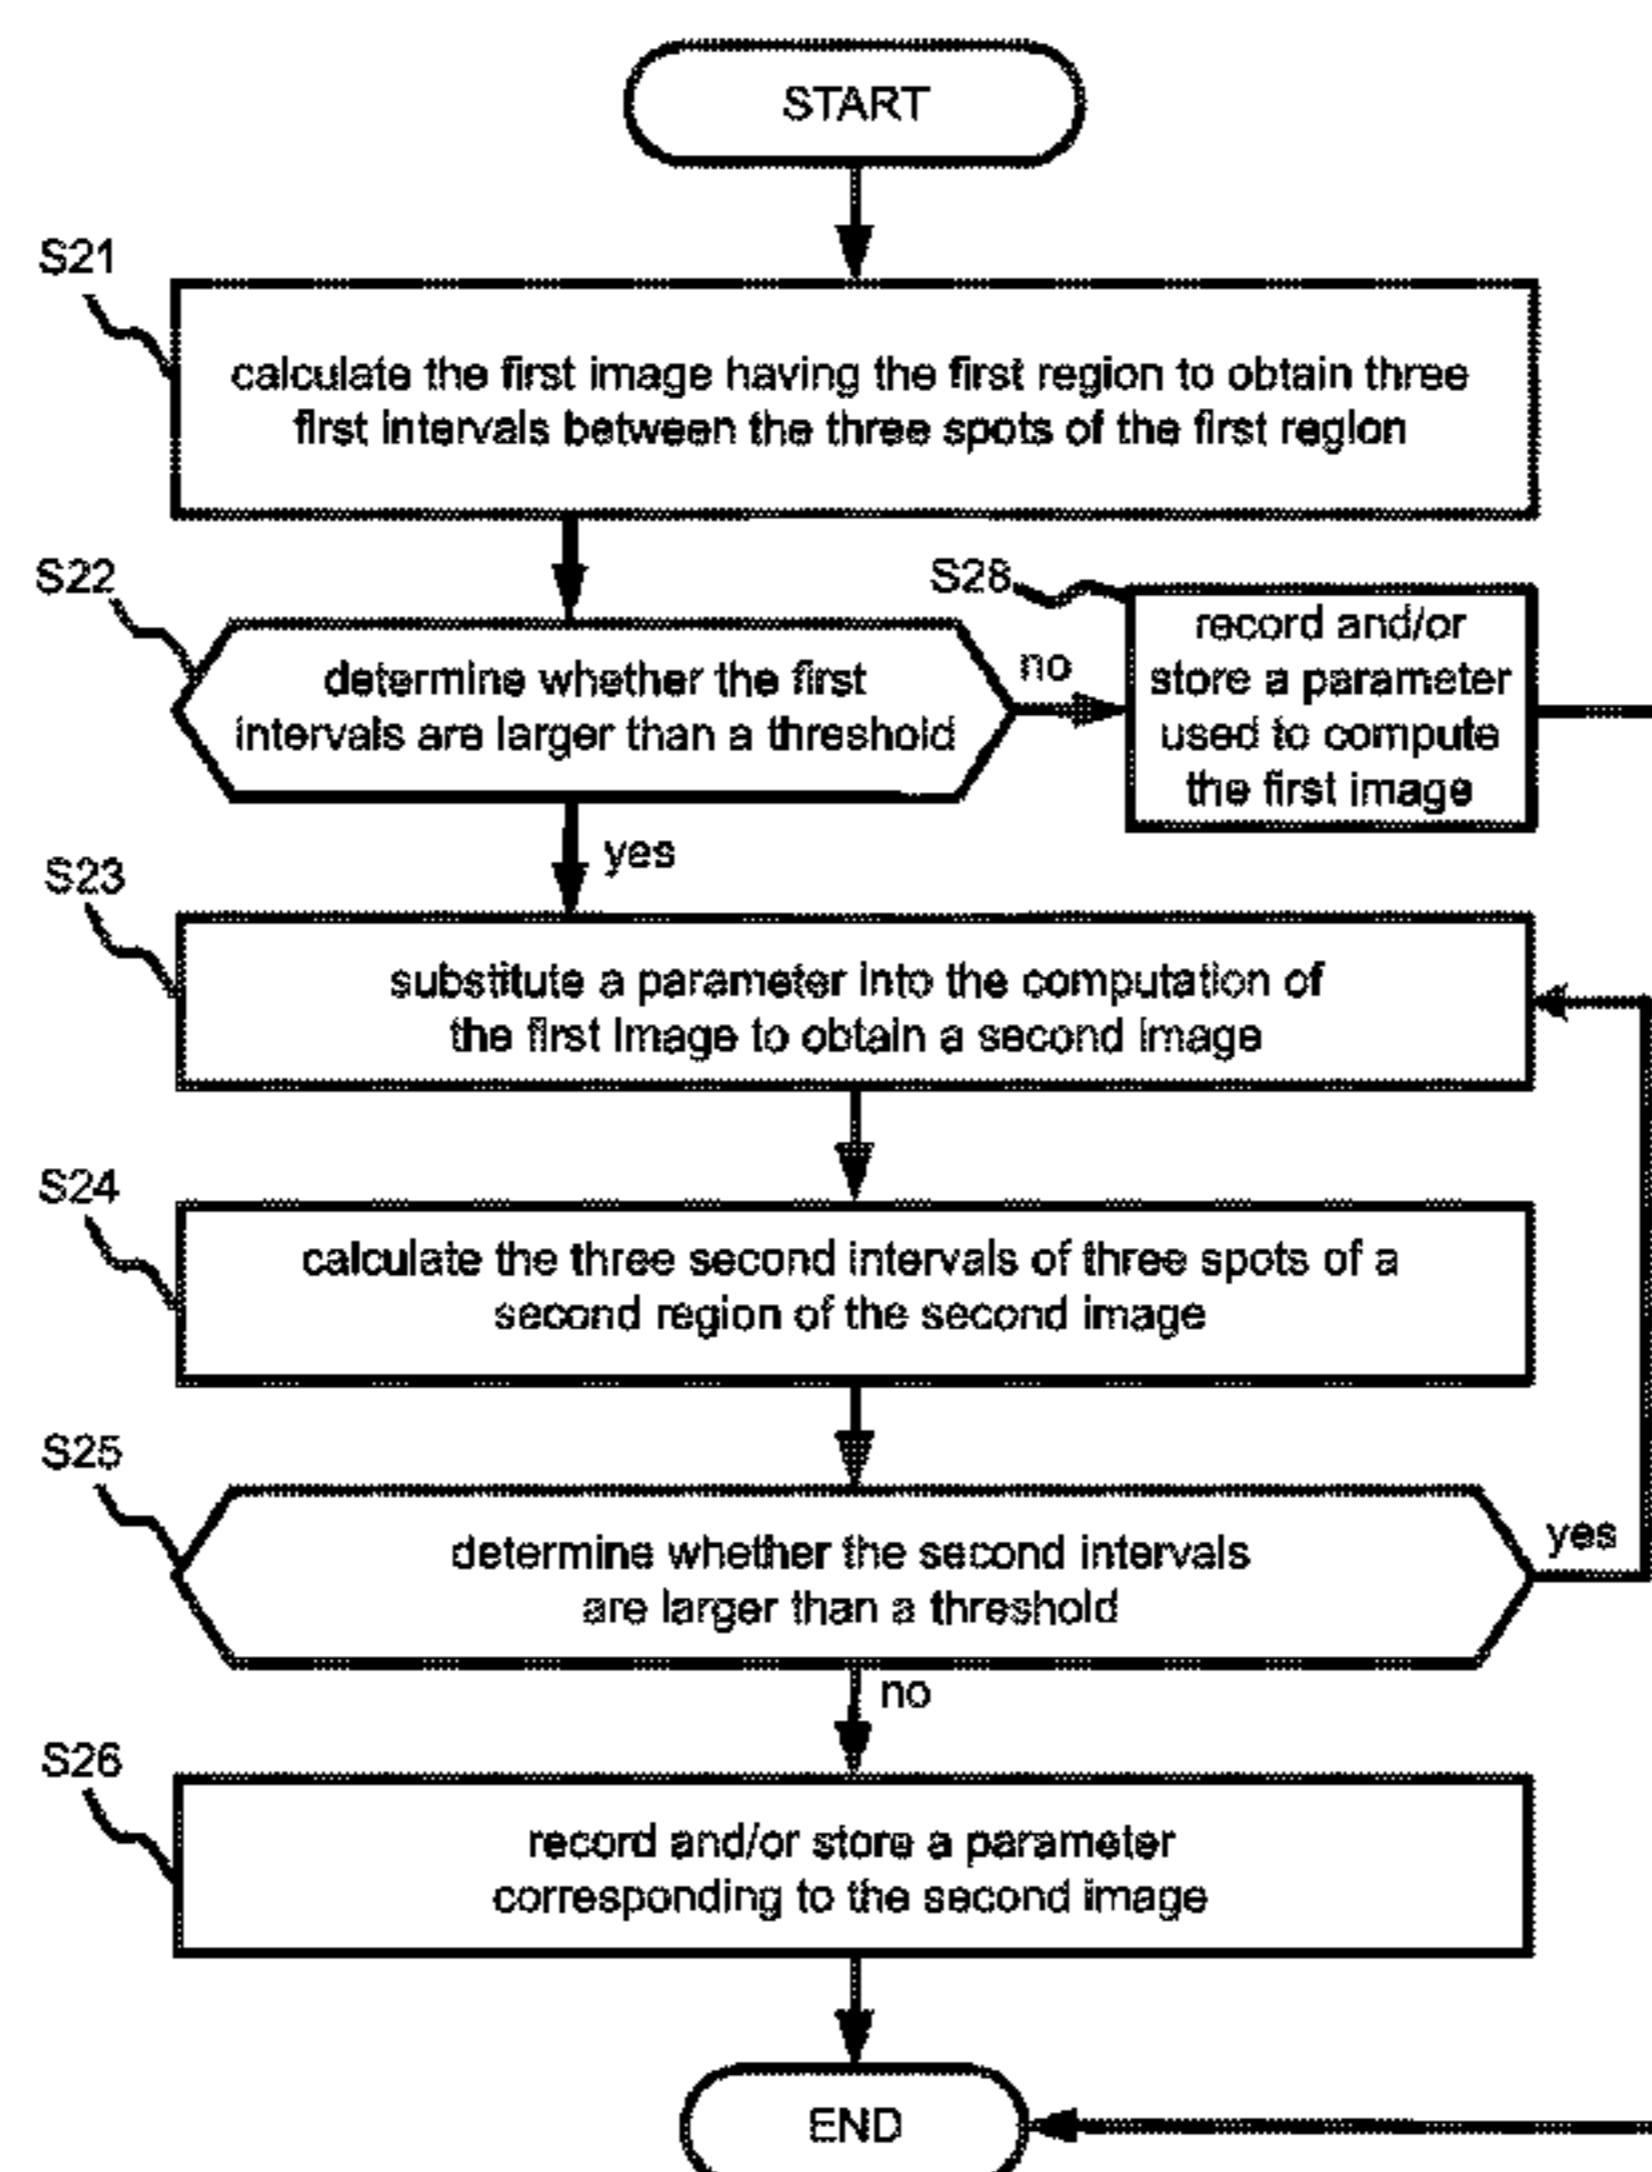 START
S21
calculate the first image having the first region to obtain three
first intervals between the three spots of the first region
S22
determine whether the first
intervals are larger than a threshold
no
S28
record and/or
store a parameter
used to compute
the first image
yes
S23
substitute a parameter into the computation of
the first image to obtain a second image
S24
calculate the three second intervals of three spots of a
second region of the second image
S25
determine whether the second intervals
are larger than a threshold
yes
no
S26
record and/or store a parameter
corresponding to the second image
END